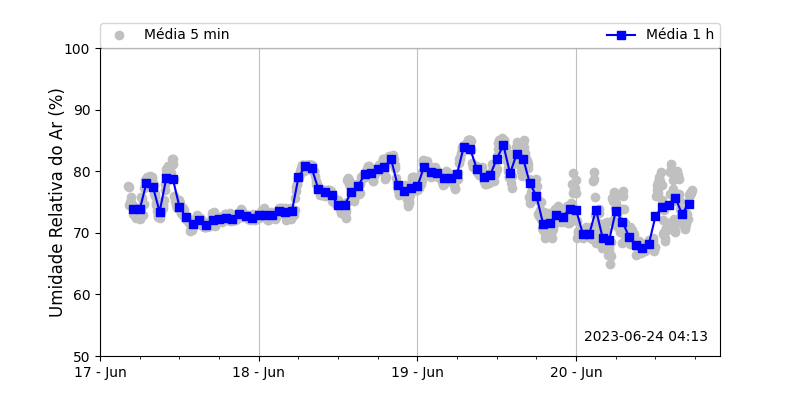 Média 5 min
Média 1 h
Umidade Relativa do Ar (%)
100
90
80
70
60
50
2023-06-24 04:13
17 - Jun
18 - Jun
19 - Jun
20 - Jun